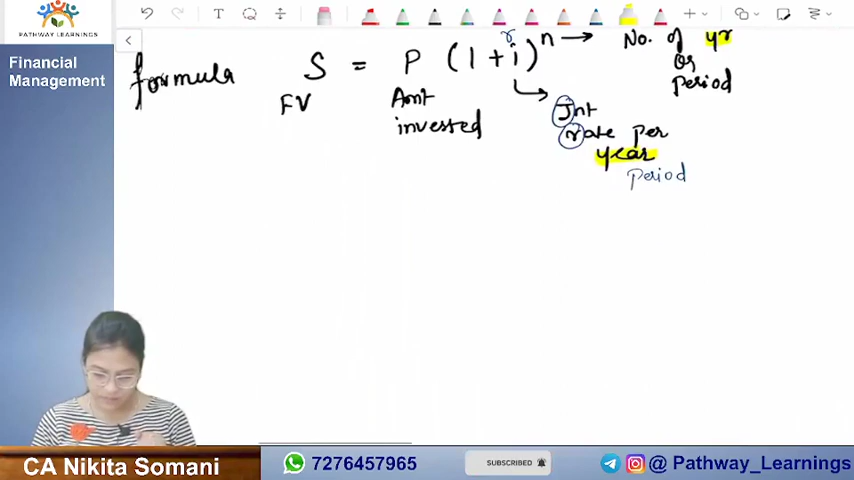 PATHWAY LEARNINGS
Financial
Management
T
formula S = P (1 + i)^n → No. of yr
r
or
period
FV
Amt
invested
Int
rate per
year
period
CA Nikita Somani
7276457965
SUBSCRIBED
@ Pathway_Learnings